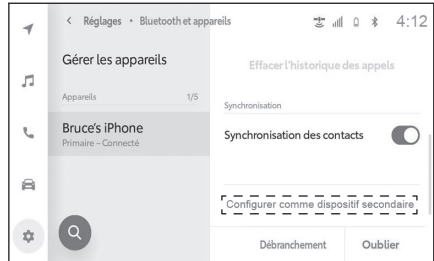 < Réglages • Bluetooth et appareils
4:12
Gérer les appareils
Appareils 1/5
Bruce's iPhone
Primaire – Connecté
Effacer l'historique des appels
Synchronisation
Synchronisation des contacts
Configurer comme dispositif secondaire
Débranchement
Oublier